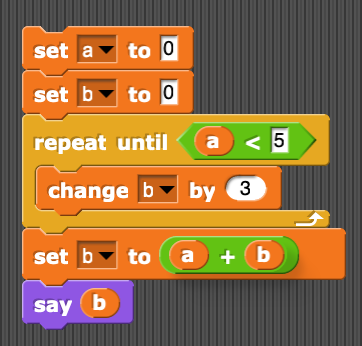 set a to 0
set b to 0
repeat until a < 5
change b by 3
set b to a + b
say b